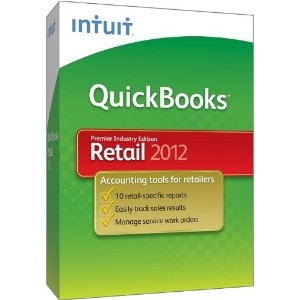 INTUIT
QuickBooks®
Premier Industry Edition
Retail 2012
Accounting tools for retailers
10 retail-specific reports
Easily track sales results
Manage service work orders